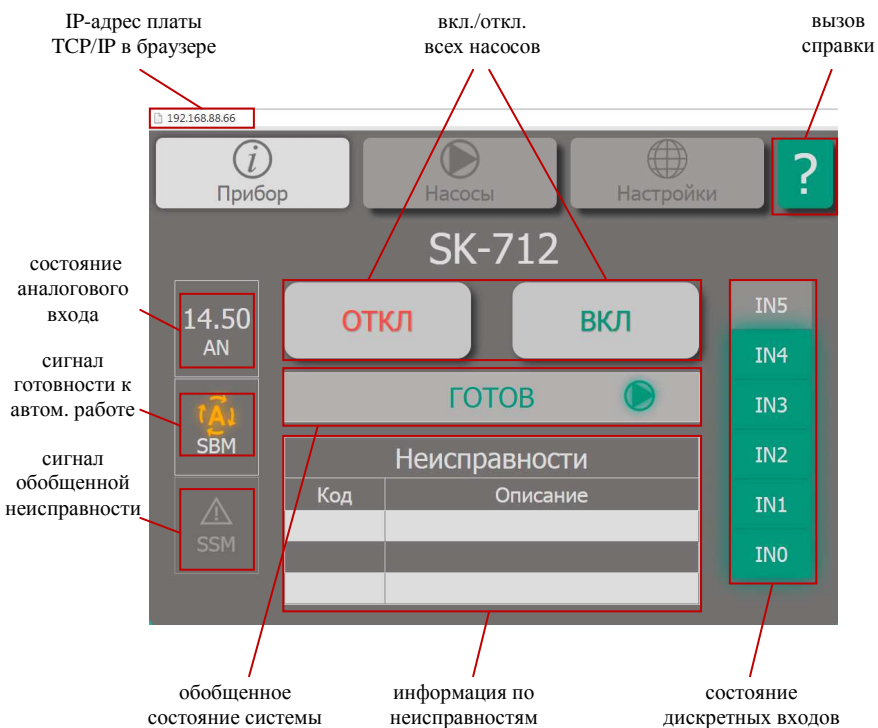 IP-адрес платы
TCP/IP в браузере
вкл./откл.
всех насосов
вызов
справки
192.168.88.66
Прибор
Насосы
Настройки
?
SK-712
состояние
аналогового
входа
14.50
AN
ОТКЛ
ВКЛ
IN5
IN4
IN3
IN2
IN1
IN0
сигнал
готовности к
автом. работе
A
SBM
ГОТОВ
сигнал
обобщенной
неисправности
SSM
Неисправности
Код
Описание
обобщенное
состояние системы
информация по
неисправностям
состояние
дискретных входов